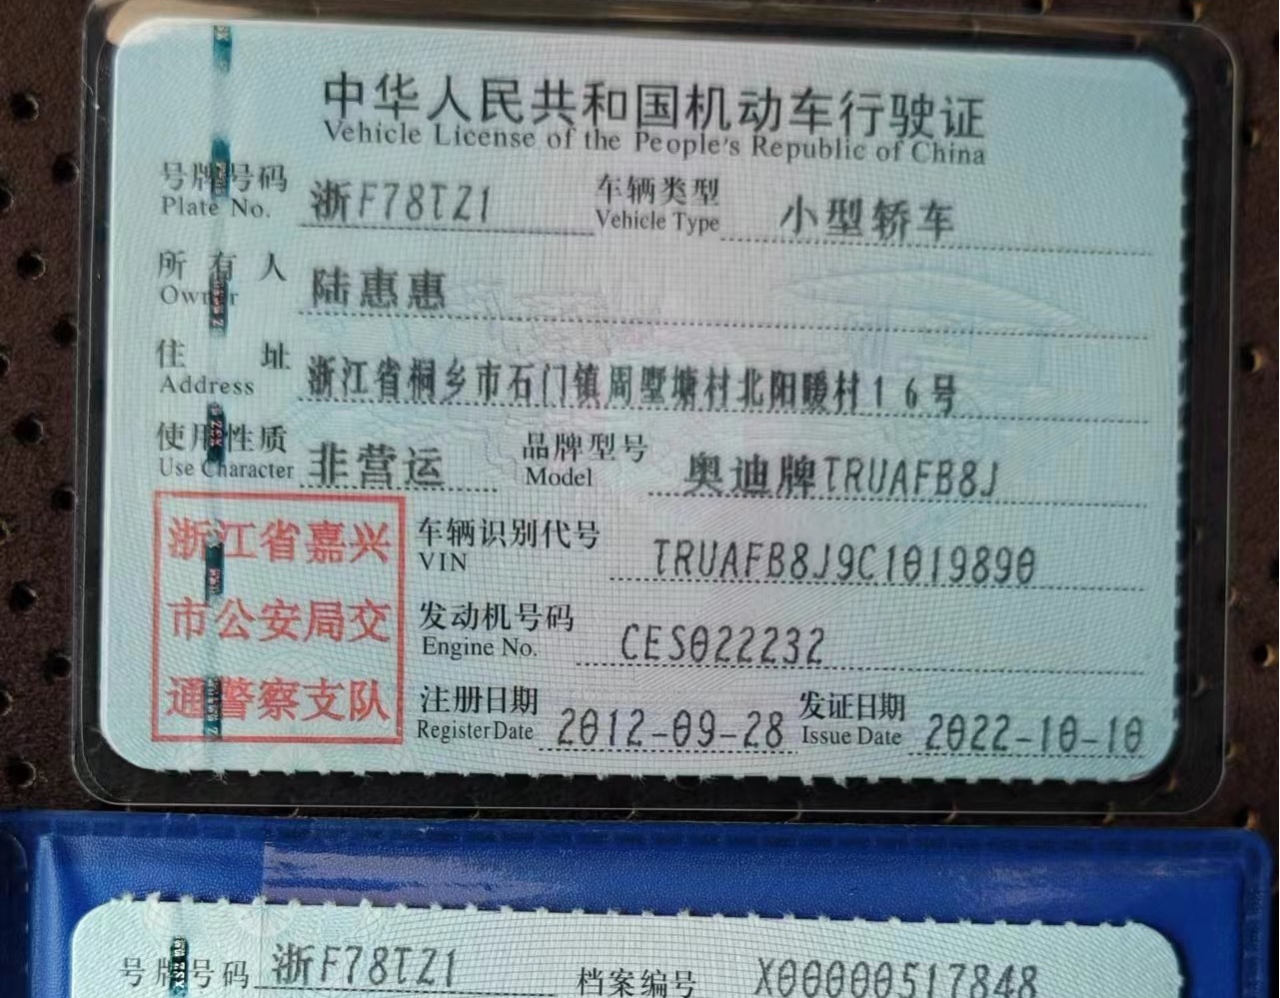 中华人民共和国机动车行驶证
Vehicle License of the People's Republic of China
号牌号码 浙F78TZ1 车辆类型 小型轿车
Plate No. Vehicle Type
所有人 陆惠惠
Owner
住址 浙江省桐乡市石门镇周墅塘村北阳暖村16号
Address
使用性质 非营运 品牌型号 奥迪牌TRUAFB8J
Use Character Model
浙江省嘉兴
市公安局交
通警察支队
车辆识别代号 TRUAFB8J9C1019890
VIN
发动机号码 CES022232
Engine No.
注册日期 2012-09-28 发证日期 2022-10-10
Register Date Issue Date
号牌号码 浙F78TZ1 档案编号 X00000517848